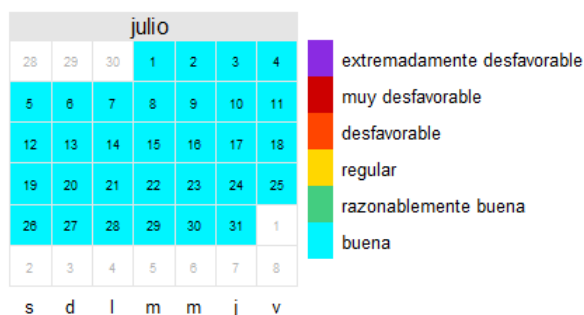 julio
28 29 30 1 2 3 4
5 6 7 8 9 10 11
12 13 14 15 16 17 18
19 20 21 22 23 24 25
26 27 28 29 30 31 1
2 3 4 5 6 7 8
s d l m m j v
extremadamente desfavorable
muy desfavorable
desfavorable
regular
razonablemente buena
buena